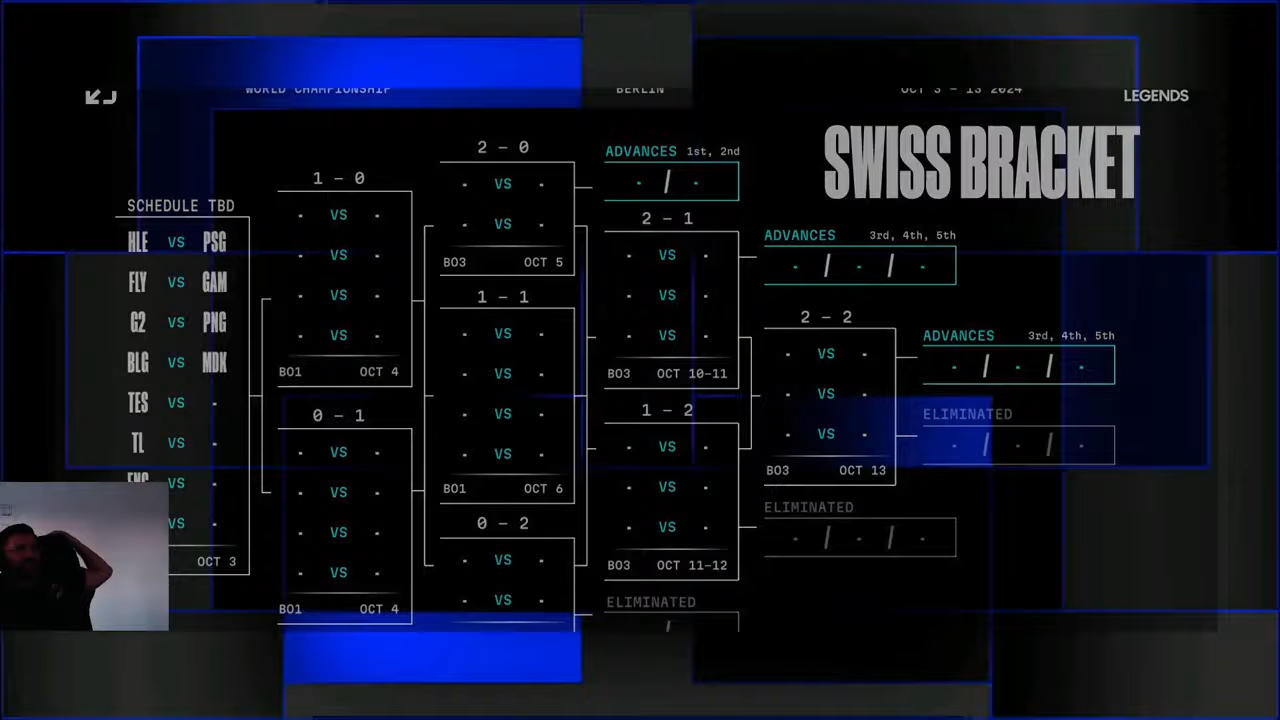 WORLD CHAMPIONSHIP BERLIN OCT 3 – 13 2024
LEGENDS
SWISS BRACKET
SCHEDULE TBD
HLE VS PSG
FLY VS GAM
G2 VS PNG
BLG VS MDK
TES VS -
TL VS -
VS -
VS -
OCT 3
1 – 0
- VS -
- VS -
- VS -
- VS -
BO1 OCT 4
0 – 1
- VS -
- VS -
- VS -
- VS -
BO1 OCT 4
2 – 0
- VS -
- VS -
BO3 OCT 5
1 – 1
- VS -
- VS -
- VS -
- VS -
BO1 OCT 6
0 – 2
- VS -
- VS -
ADVANCES 1st, 2nd
- / -
2 – 1
- VS -
- VS -
- VS -
BO3 OCT 10-11
1 – 2
- VS -
- VS -
- VS -
BO3 OCT 11-12
ELIMINATED
/
ADVANCES 3rd, 4th, 5th
- / - / -
2 – 2
- VS -
- VS -
- VS -
BO3 OCT 13
ELIMINATED
- / - / -
ADVANCES 3rd, 4th, 5th
- / - / -
ELIMINATED
- / - / -